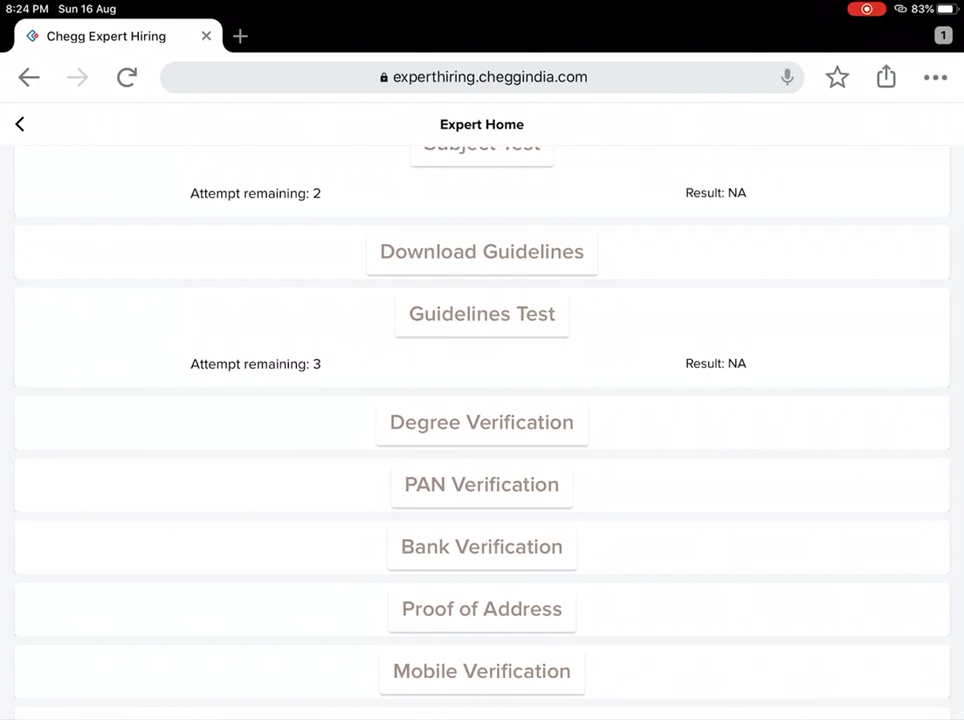 8:24 PM Sun 16 Aug
83%
Chegg Expert Hiring
1
experthiring.cheggindia.com
Expert Home
Subject Test
Attempt remaining: 2
Result: NA
Download Guidelines
Guidelines Test
Attempt remaining: 3
Result: NA
Degree Verification
PAN Verification
Bank Verification
Proof of Address
Mobile Verification